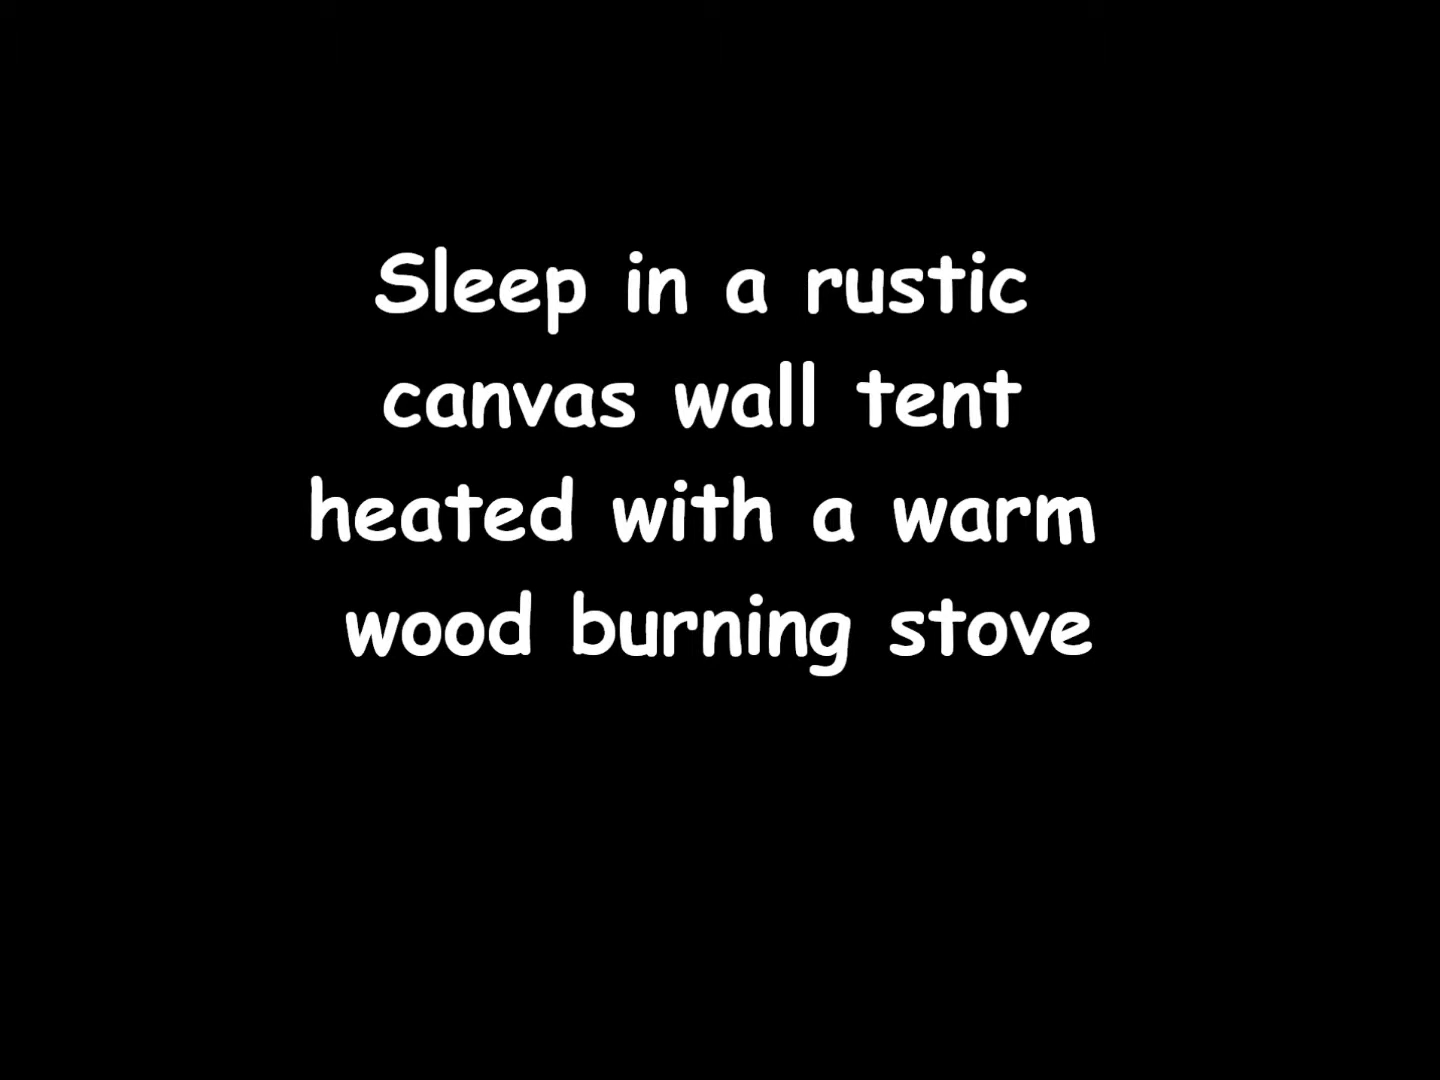 Sleep in a rustic
canvas wall tent
heated with a warm
wood burning stove